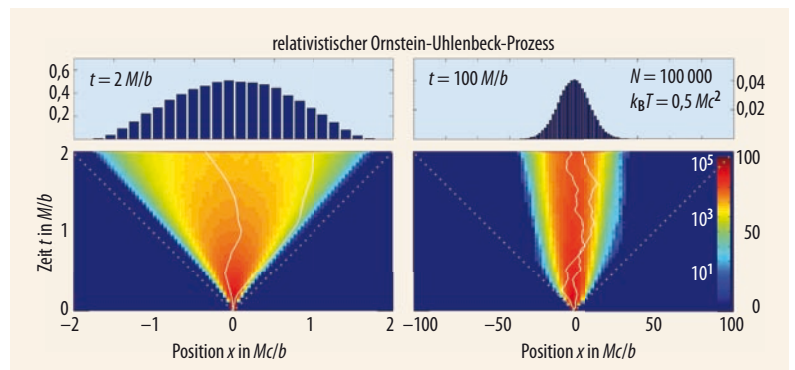 relativistischer Ornstein-Uhlenbeck-Prozess
0,6
0,4
0,2
t = 2 M/b
t = 100 M/b
N = 100 000
kBT = 0,5 Mc²
0,04
0,02
Zeit t in M/b
2
1
0
–2 –1 0 1 2
Position x in Mc/b
10⁵
10³
10¹
100
50
0
–100 –50 0 50 100
Position x in Mc/b